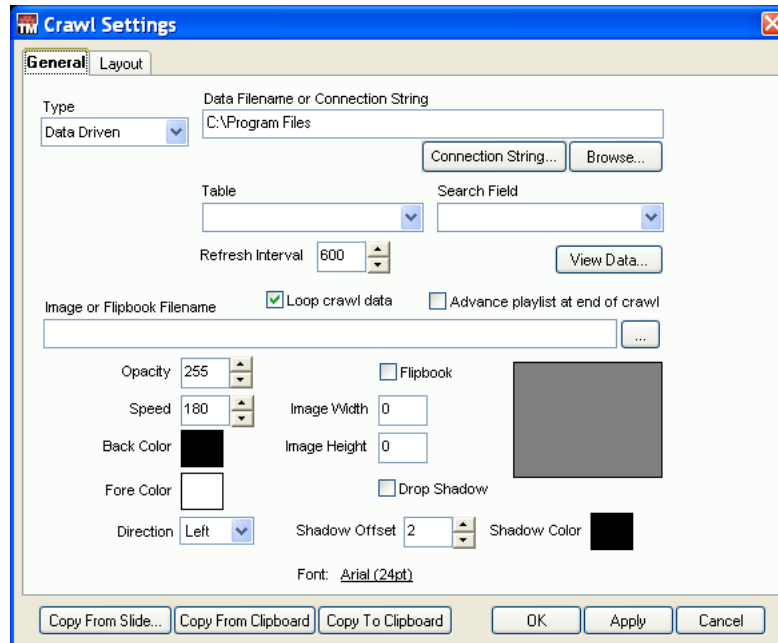 TM Crawl Settings
General Layout
Type
Data Driven
Data Filename or Connection String
C:\Program Files
Connection String... Browse...
Table
Search Field
Refresh Interval 600
View Data...
Loop crawl data
Advance playlist at end of crawl
Image or Flipbook Filename
...
Opacity 255
Flipbook
Speed 180
Image Width 0
Back Color
Image Height 0
Fore Color
Drop Shadow
Direction Left
Shadow Offset 2
Shadow Color
Font: Arial (24pt)
Copy From Slide... Copy From Clipboard Copy To Clipboard OK Apply Cancel